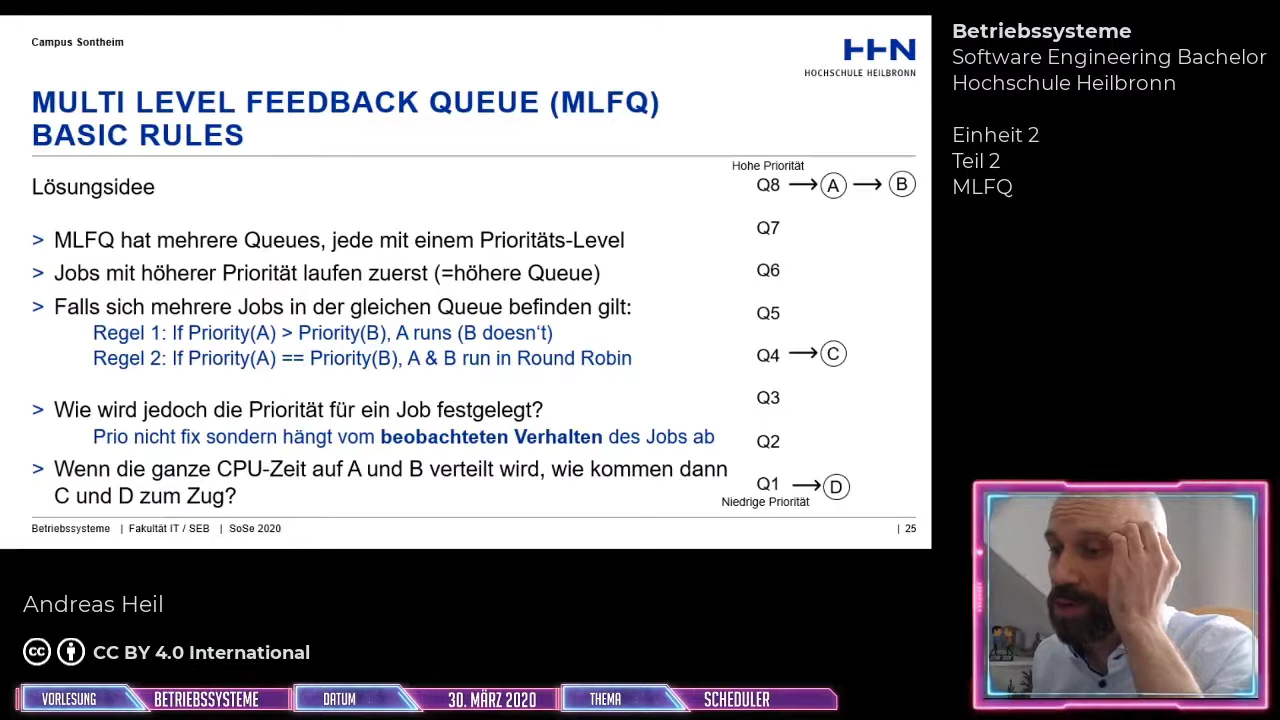 Campus Sontheim
HHN
HOCHSCHULE HEILBRONN
MULTI LEVEL FEEDBACK QUEUE (MLFQ)
BASIC RULES
Lösungsidee
> MLFQ hat mehrere Queues, jede mit einem Prioritäts-Level
> Jobs mit höherer Priorität laufen zuerst (=höhere Queue)
> Falls sich mehrere Jobs in der gleichen Queue befinden gilt:
Regel 1: If Priority(A) > Priority(B), A runs (B doesn't)
Regel 2: If Priority(A) == Priority(B), A & B run in Round Robin
> Wie wird jedoch die Priorität für ein Job festgelegt?
Prio nicht fix sondern hängt vom beobachteten Verhalten des Jobs ab
> Wenn die ganze CPU-Zeit auf A und B verteilt wird, wie kommen dann
C und D zum Zug?
Hohe Priorität
Q8 → A → B
Q7
Q6
Q5
Q4 → C
Q3
Q2
Q1 → D
Niedrige Priorität
Betriebssysteme | Fakultät IT / SEB | SoSe 2020 | 25
Betriebssysteme
Software Engineering Bachelor
Hochschule Heilbronn
Einheit 2
Teil 2
MLFQ
Andreas Heil
cc CC BY 4.0 International
VORLESUNG BETRIEBSSYSTEME DATUM 30. MÄRZ 2020 THEMA SCHEDULER